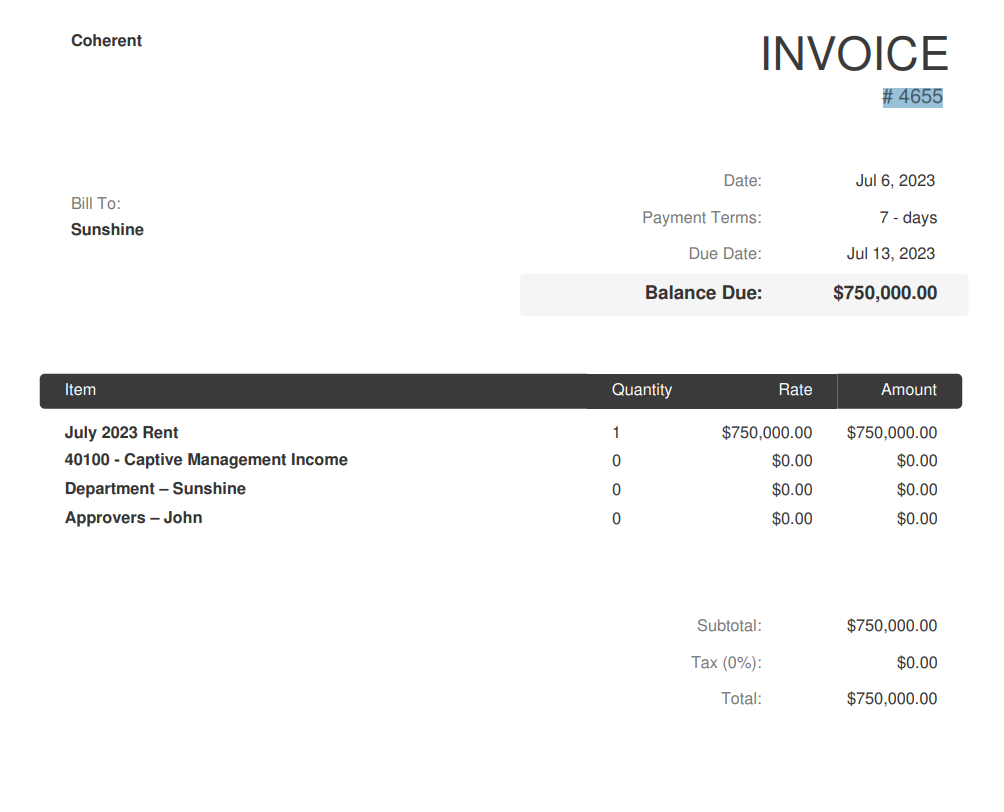 Coherent
INVOICE
# 4655
Date: Jul 6, 2023
Bill To:
Sunshine
Payment Terms: 7 - days
Due Date: Jul 13, 2023
Balance Due: $750,000.00
Item Quantity Rate Amount
July 2023 Rent 1 $750,000.00 $750,000.00
40100 - Captive Management Income 0 $0.00 $0.00
Department – Sunshine 0 $0.00 $0.00
Approvers – John 0 $0.00 $0.00
Subtotal: $750,000.00
Tax (0%): $0.00
Total: $750,000.00